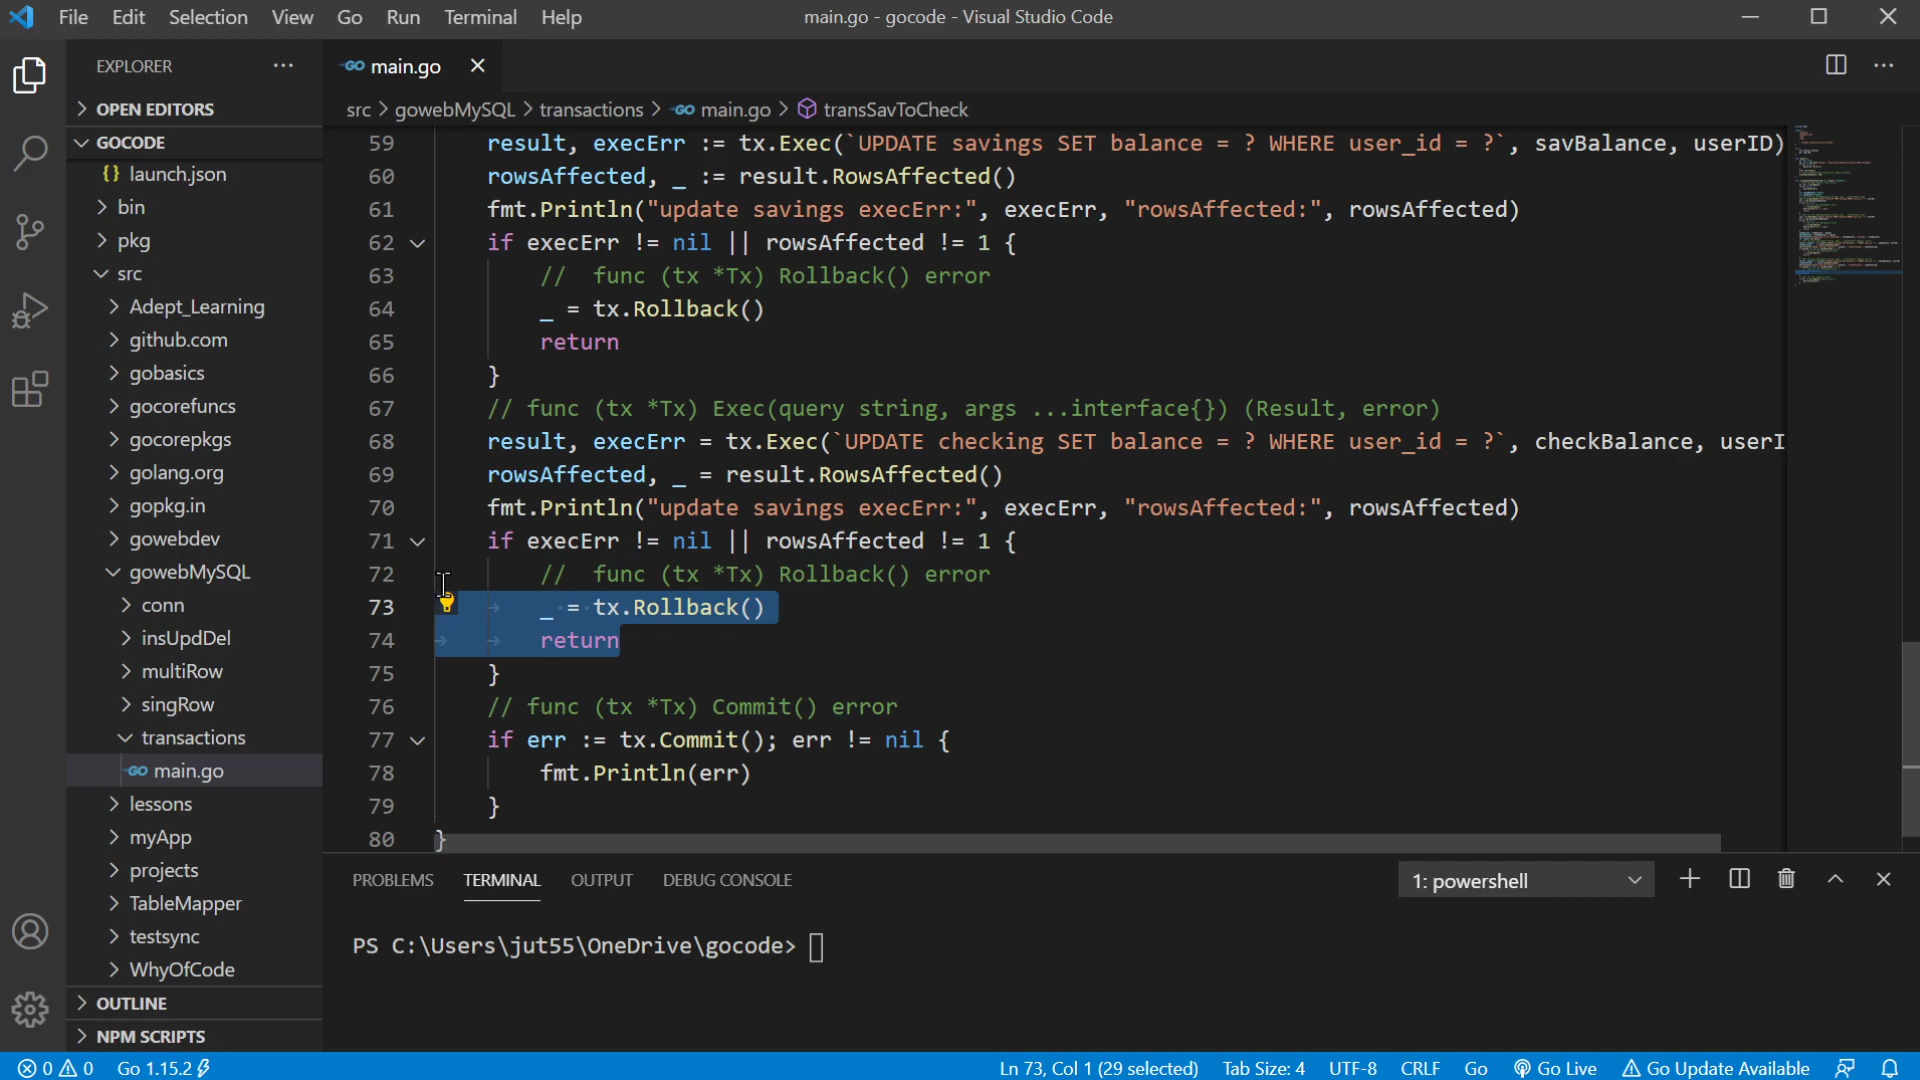 File Edit Selection View Go Run Terminal Help
main.go - gocode - Visual Studio Code
EXPLORER
OPEN EDITORS
GOCODE
{} launch.json
bin
pkg
src
Adept_Learning
github.com
gobasics
gocorefuncs
gocorepkgs
golang.org
gopkg.in
gowebdev
gowebMySQL
conn
insUpdDel
multiRow
singRow
transactions
GO main.go
lessons
myApp
projects
TableMapper
testsync
WhyOfCode
OUTLINE
NPM SCRIPTS
GO main.go
src > gowebMySQL > transactions > GO main.go > transSavToCheck
59 result, execErr := tx.Exec(`UPDATE savings SET balance = ? WHERE user_id = ?`, savBalance, userID)
60 rowsAffected, _ := result.RowsAffected()
61 fmt.Println("update savings execErr:", execErr, "rowsAffected:", rowsAffected)
62 if execErr != nil || rowsAffected != 1 {
63 //  func (tx *Tx) Rollback() error
64 _ = tx.Rollback()
65 return
66 }
67 // func (tx *Tx) Exec(query string, args ...interface{}) (Result, error)
68 result, execErr = tx.Exec(`UPDATE checking SET balance = ? WHERE user_id = ?`, checkBalance, userI
69 rowsAffected, _ = result.RowsAffected()
70 fmt.Println("update savings execErr:", execErr, "rowsAffected:", rowsAffected)
71 if execErr != nil || rowsAffected != 1 {
72 //  func (tx *Tx) Rollback() error
73 _ = tx.Rollback()
74 return
75 }
76 // func (tx *Tx) Commit() error
77 if err := tx.Commit(); err != nil {
78 fmt.Println(err)
79 }
80 }
PROBLEMS TERMINAL OUTPUT DEBUG CONSOLE
1: powershell
PS C:\Users\jut55\OneDrive\gocode>
0 0 Go 1.15.2
Ln 73, Col 1 (29 selected) Tab Size: 4 UTF-8 CRLF Go Go Live Go Update Available